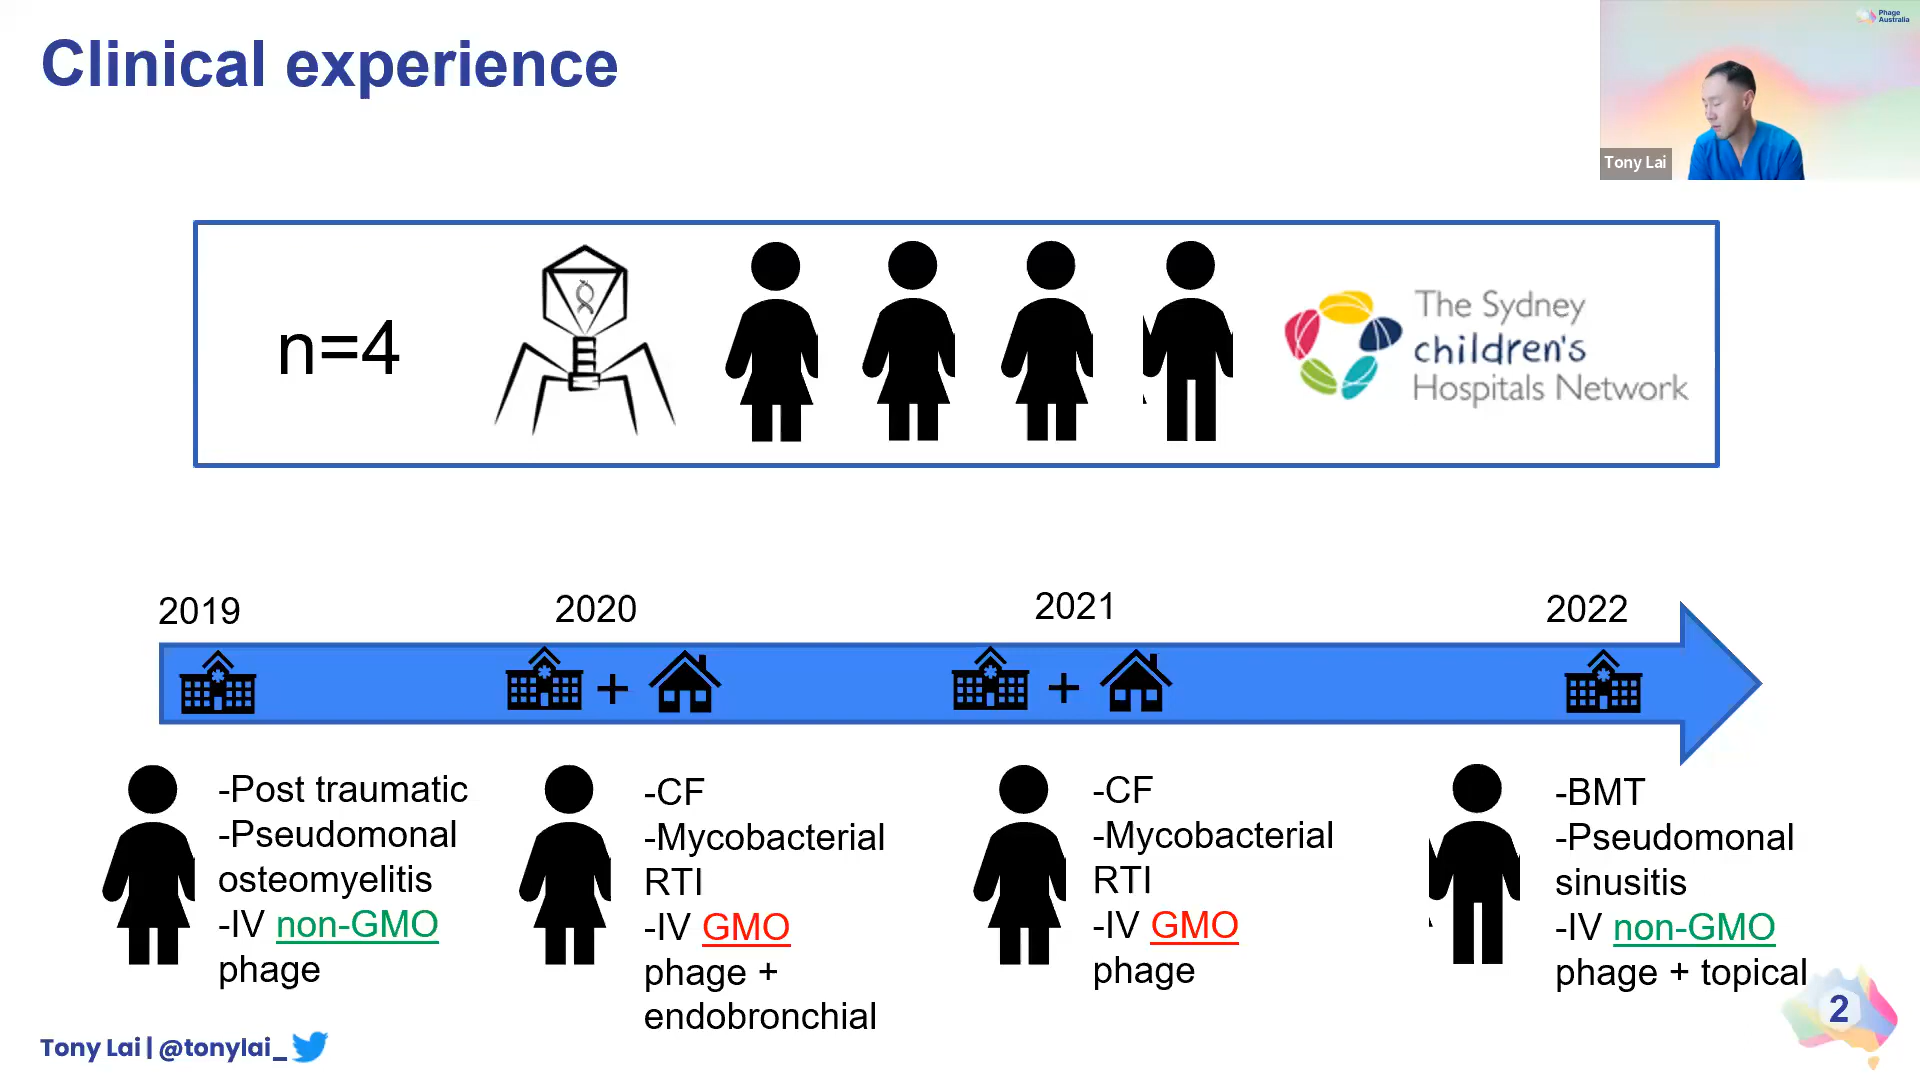 Clinical experience
Phage
Australia
Tony Lai
n=4
The Sydney
children's
Hospitals Network
2019
2020
2021
2022
+
+
-Post traumatic
-Pseudomonal
osteomyelitis
-IV non-GMO
phage
-CF
-Mycobacterial
RTI
-IV GMO
phage +
endobronchial
-CF
-Mycobacterial
RTI
-IV GMO
phage
-BMT
-Pseudomonal
sinusitis
-IV non-GMO
phage + topical
Tony Lai | @tonylai_
2